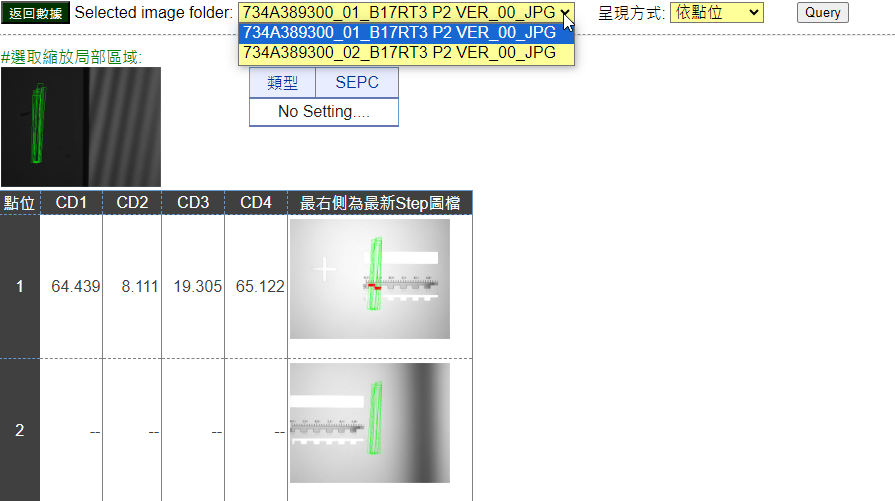 返回數據 Selected image folder: 734A389300_01_B17RT3 P2 VER_00_JPG 呈現方式: 依點位 Query
734A389300_01_B17RT3 P2 VER_00_JPG
734A389300_02_B17RT3 P2 VER_00_JPG
#選取縮放局部區域:
類型 SEPC
No Setting....
點位 CD1 CD2 CD3 CD4 最右側為最新Step圖檔
1 64.439 8.111 19.305 65.122
2 -- -- -- --